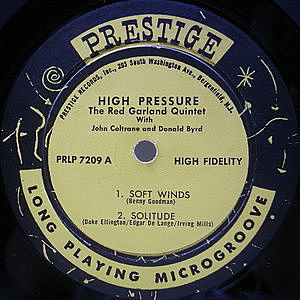 PRESTIGE
PRESTIGE RECORDS, Inc., 203 South Washington Ave., Bergenfield, N.J.
HIGH PRESSURE
The Red Garland Quintet
With
John Coltrane and Donald Byrd
PRLP 7209 A
HIGH FIDELITY
1. SOFT WINDS
(Benny Goodman)
2. SOLITUDE
(Duke Ellington/Edgar De Lange/Irving Mills)
LONG PLAYING MICROGROOVE